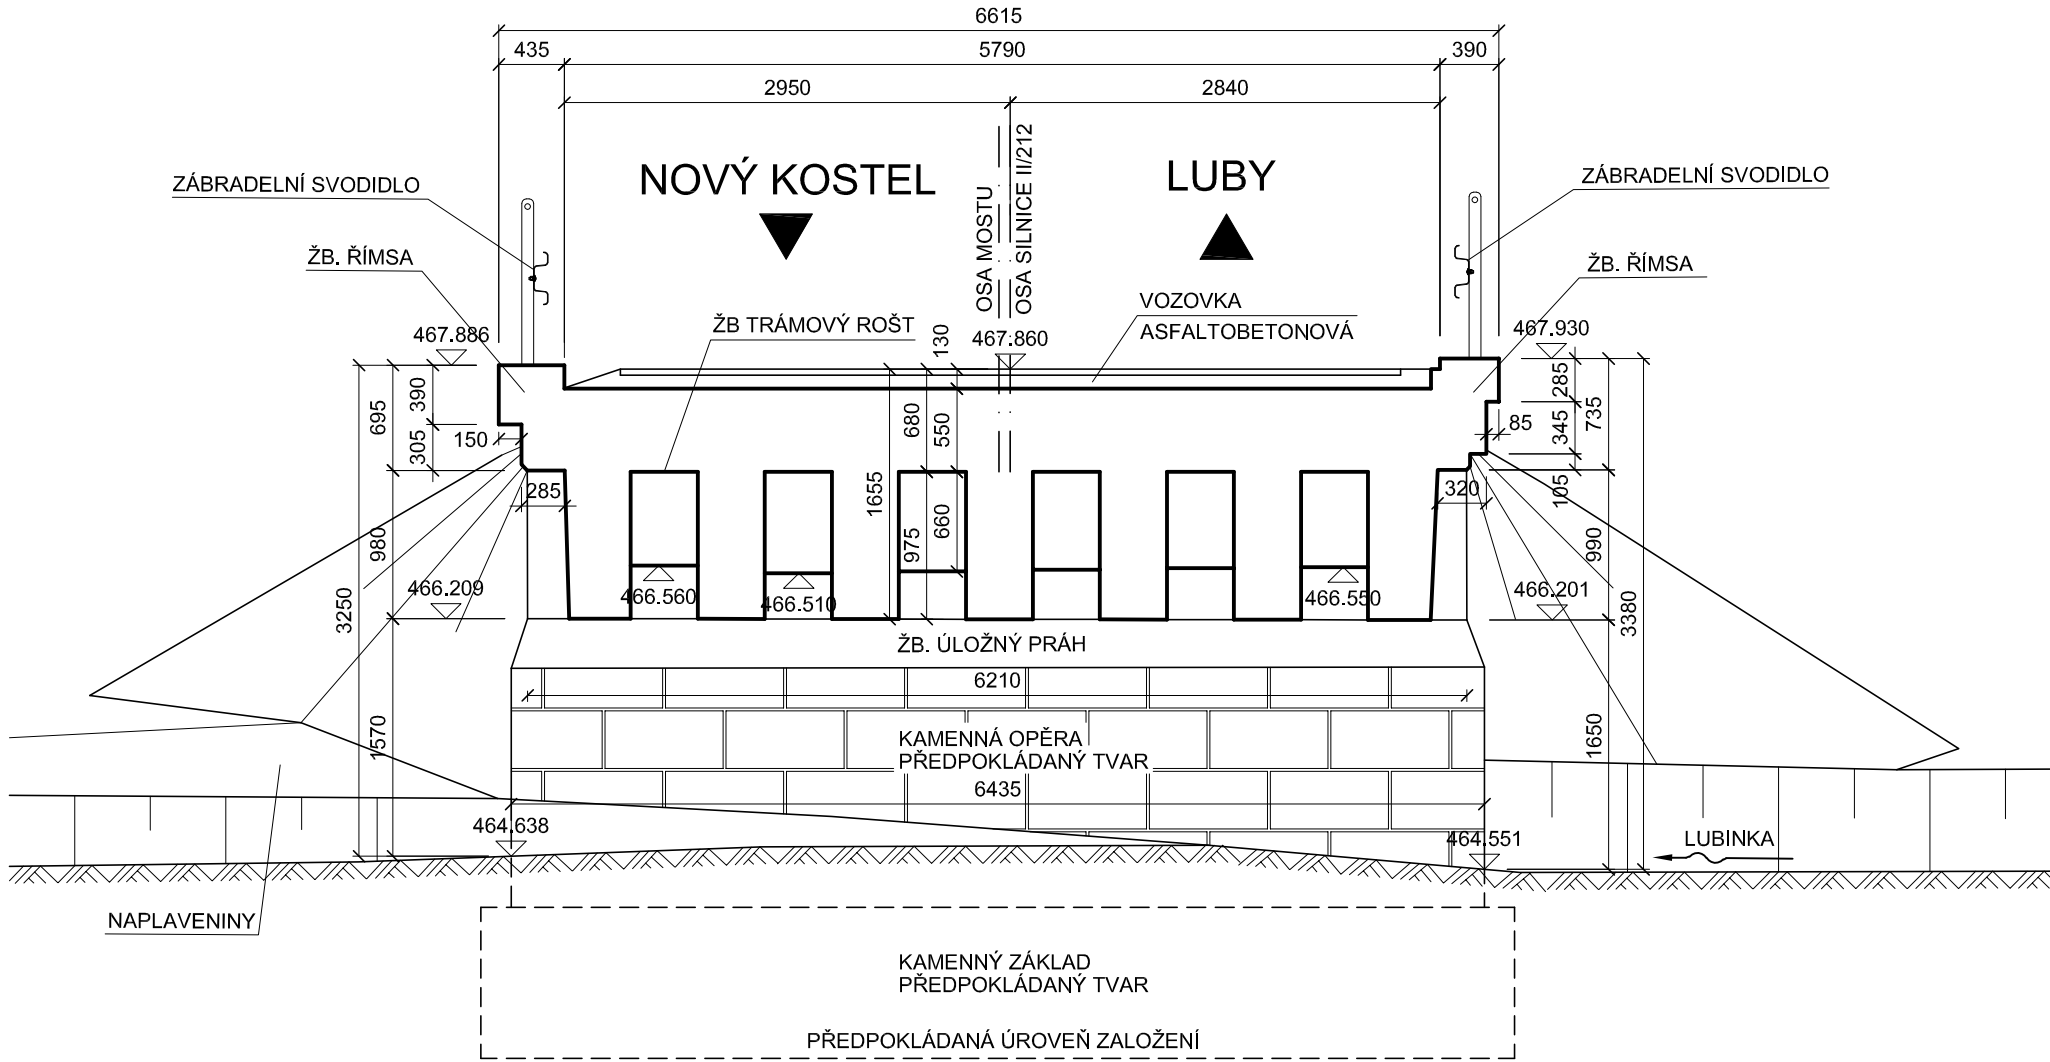 6615
435
5790
390
2950
2840
NOVÝ KOSTEL
LUBY
OSA MOSTU
OSA SILNICE II/212
ZÁBRADELNÍ SVODIDLO
ZÁBRADELNÍ SVODIDLO
ŽB. ŘÍMSA
ŽB. ŘÍMSA
ŽB TRÁMOVÝ ROŠT
VOZOVKA
ASFALTOBETONOVÁ
467.886
467.860
467.930
130
695
390
305
150
680
550
1655
285
345
735
85
105
285
320
975
660
980
990
3250
3380
466.209
466.560
466.510
466.550
466.201
ŽB. ÚLOŽNÝ PRÁH
6210
1570
1650
KAMENNÁ OPĚRA
PŘEDPOKLÁDANÝ TVAR
6435
464.638
464.551
LUBINKA
NAPLAVENINY
KAMENNÝ ZÁKLAD
PŘEDPOKLÁDANÝ TVAR
PŘEDPOKLÁDANÁ ÚROVEŇ ZALOŽENÍ